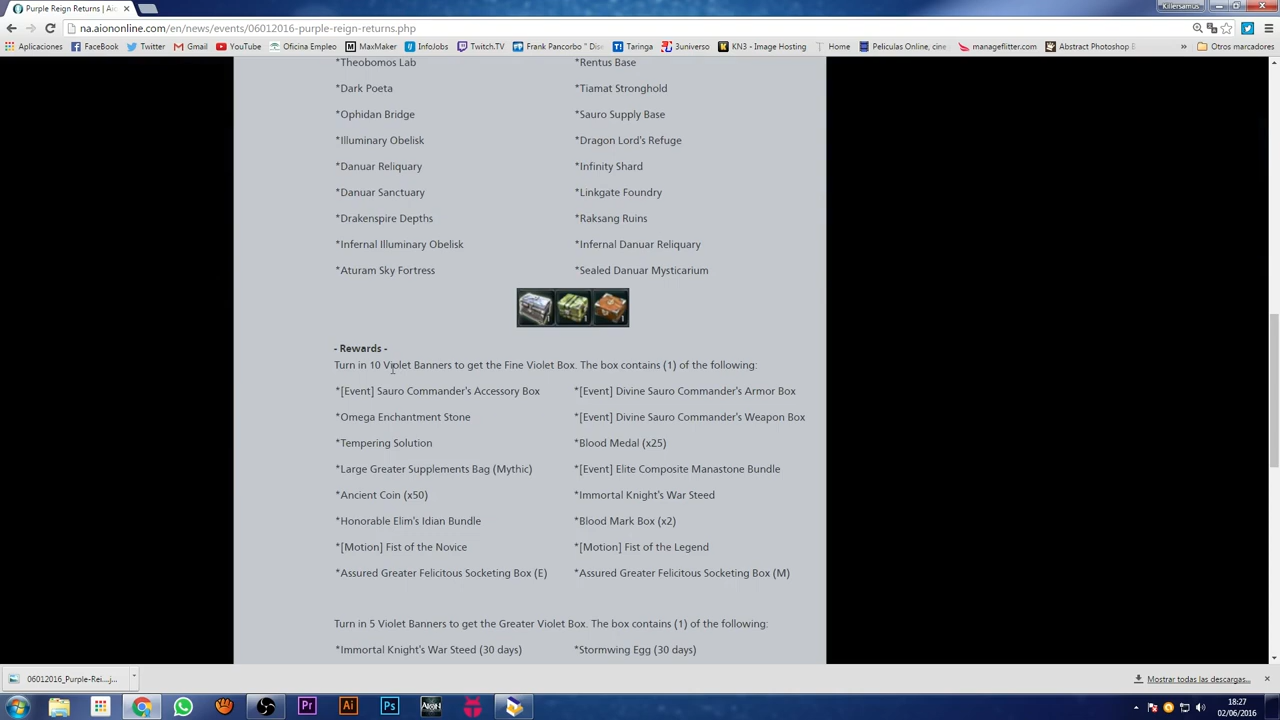 Purple Reign Returns | Aio
Killersamus
na.aiononline.com/en/news/events/06012016-purple-reign-returns.php
Aplicaciones FaceBook Twitter Gmail YouTube Oficina Empleo MaxMaker InfoJobs Twitch.TV Frank Pancorbo " Dise Taringa 3universo KN3 - Image Hosting Home Peliculas Online, cine manageflitter.com Abstract Photoshop B » Otros marcadores
*Theobomos Lab *Rentus Base
*Dark Poeta *Tiamat Stronghold
*Ophidan Bridge *Sauro Supply Base
*Illuminary Obelisk *Dragon Lord's Refuge
*Danuar Reliquary *Infinity Shard
*Danuar Sanctuary *Linkgate Foundry
*Drakenspire Depths *Raksang Ruins
*Infernal Illuminary Obelisk *Infernal Danuar Reliquary
*Aturam Sky Fortress *Sealed Danuar Mysticarium
- Rewards -
Turn in 10 Violet Banners to get the Fine Violet Box. The box contains (1) of the following:
*[Event] Sauro Commander's Accessory Box *[Event] Divine Sauro Commander's Armor Box
*Omega Enchantment Stone *[Event] Divine Sauro Commander's Weapon Box
*Tempering Solution *Blood Medal (x25)
*Large Greater Supplements Bag (Mythic) *[Event] Elite Composite Manastone Bundle
*Ancient Coin (x50) *Immortal Knight's War Steed
*Honorable Elim's Idian Bundle *Blood Mark Box (x2)
*[Motion] Fist of the Novice *[Motion] Fist of the Legend
*Assured Greater Felicitous Socketing Box (E) *Assured Greater Felicitous Socketing Box (M)
Turn in 5 Violet Banners to get the Greater Violet Box. The box contains (1) of the following:
*Immortal Knight's War Steed (30 days) *Stormwing Egg (30 days)
06012016_Purple-Rei....j... Mostrar todas las descargas...
Pr Ai Ps AION
18:27
02/06/2016